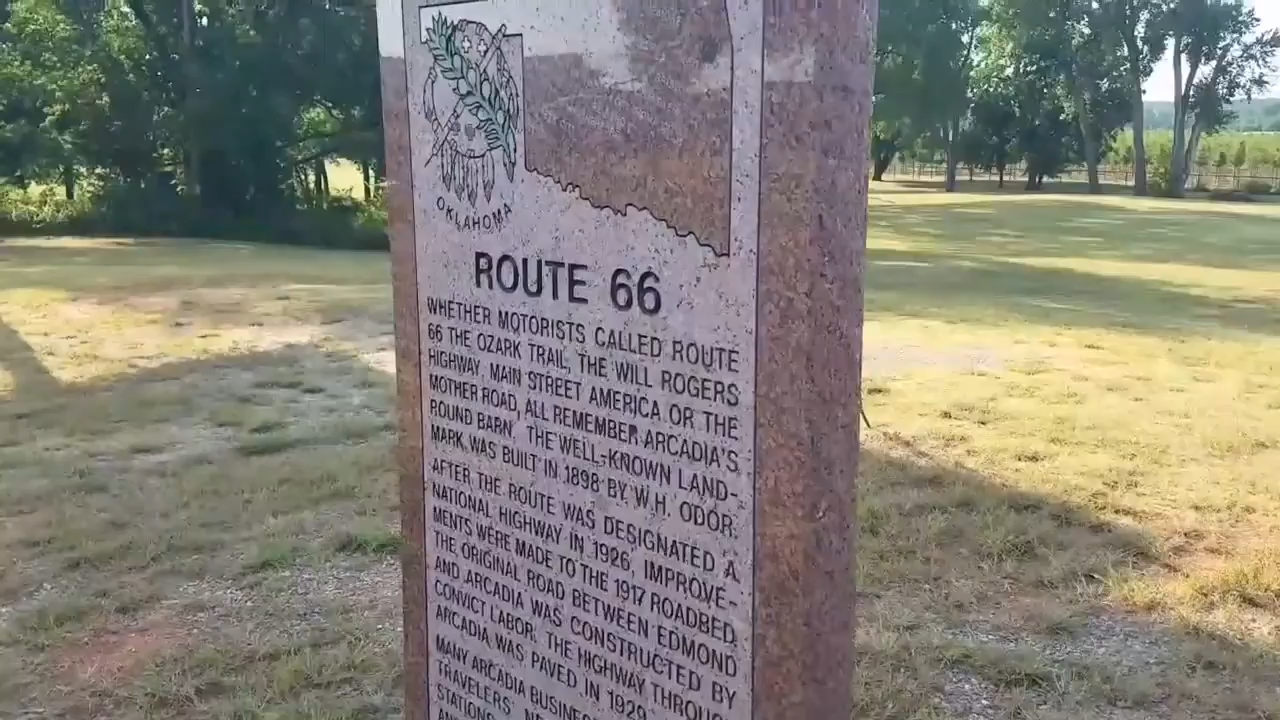 OKLAHOMA
ROUTE 66
WHETHER MOTORISTS CALLED ROUTE
66 THE OZARK TRAIL, THE WILL ROGERS
HIGHWAY, MAIN STREET AMERICA OR THE
MOTHER ROAD, ALL REMEMBER ARCADIA'S
ROUND BARN. THE WELL-KNOWN LAND-
MARK WAS BUILT IN 1898 BY W.H. ODOR.
AFTER THE ROUTE WAS DESIGNATED A
NATIONAL HIGHWAY IN 1926, IMPROVE-
MENTS WERE MADE TO THE 1917 ROADBED.
THE ORIGINAL ROAD BETWEEN EDMOND
AND ARCADIA WAS CONSTRUCTED BY
CONVICT LABOR. THE HIGHWAY THROUG
ARCADIA WAS PAVED IN 1929.
MANY ARCADIA BUSINES
TRAVELERS' NE
STATIONS